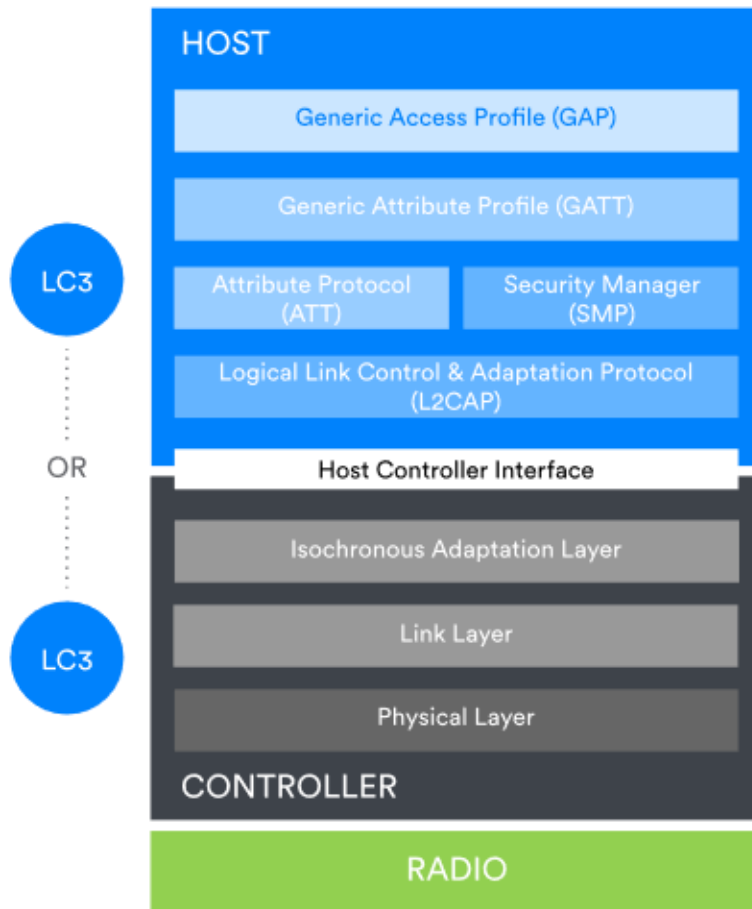 HOST
Generic Access Profile (GAP)
Generic Attribute Profile (GATT)
LC3
Attribute Protocol
(ATT)
Security Manager
(SMP)
Logical Link Control & Adaptation Protocol
(L2CAP)
OR
Host Controller Interface
Isochronous Adaptation Layer
Link Layer
LC3
Physical Layer
CONTROLLER
RADIO